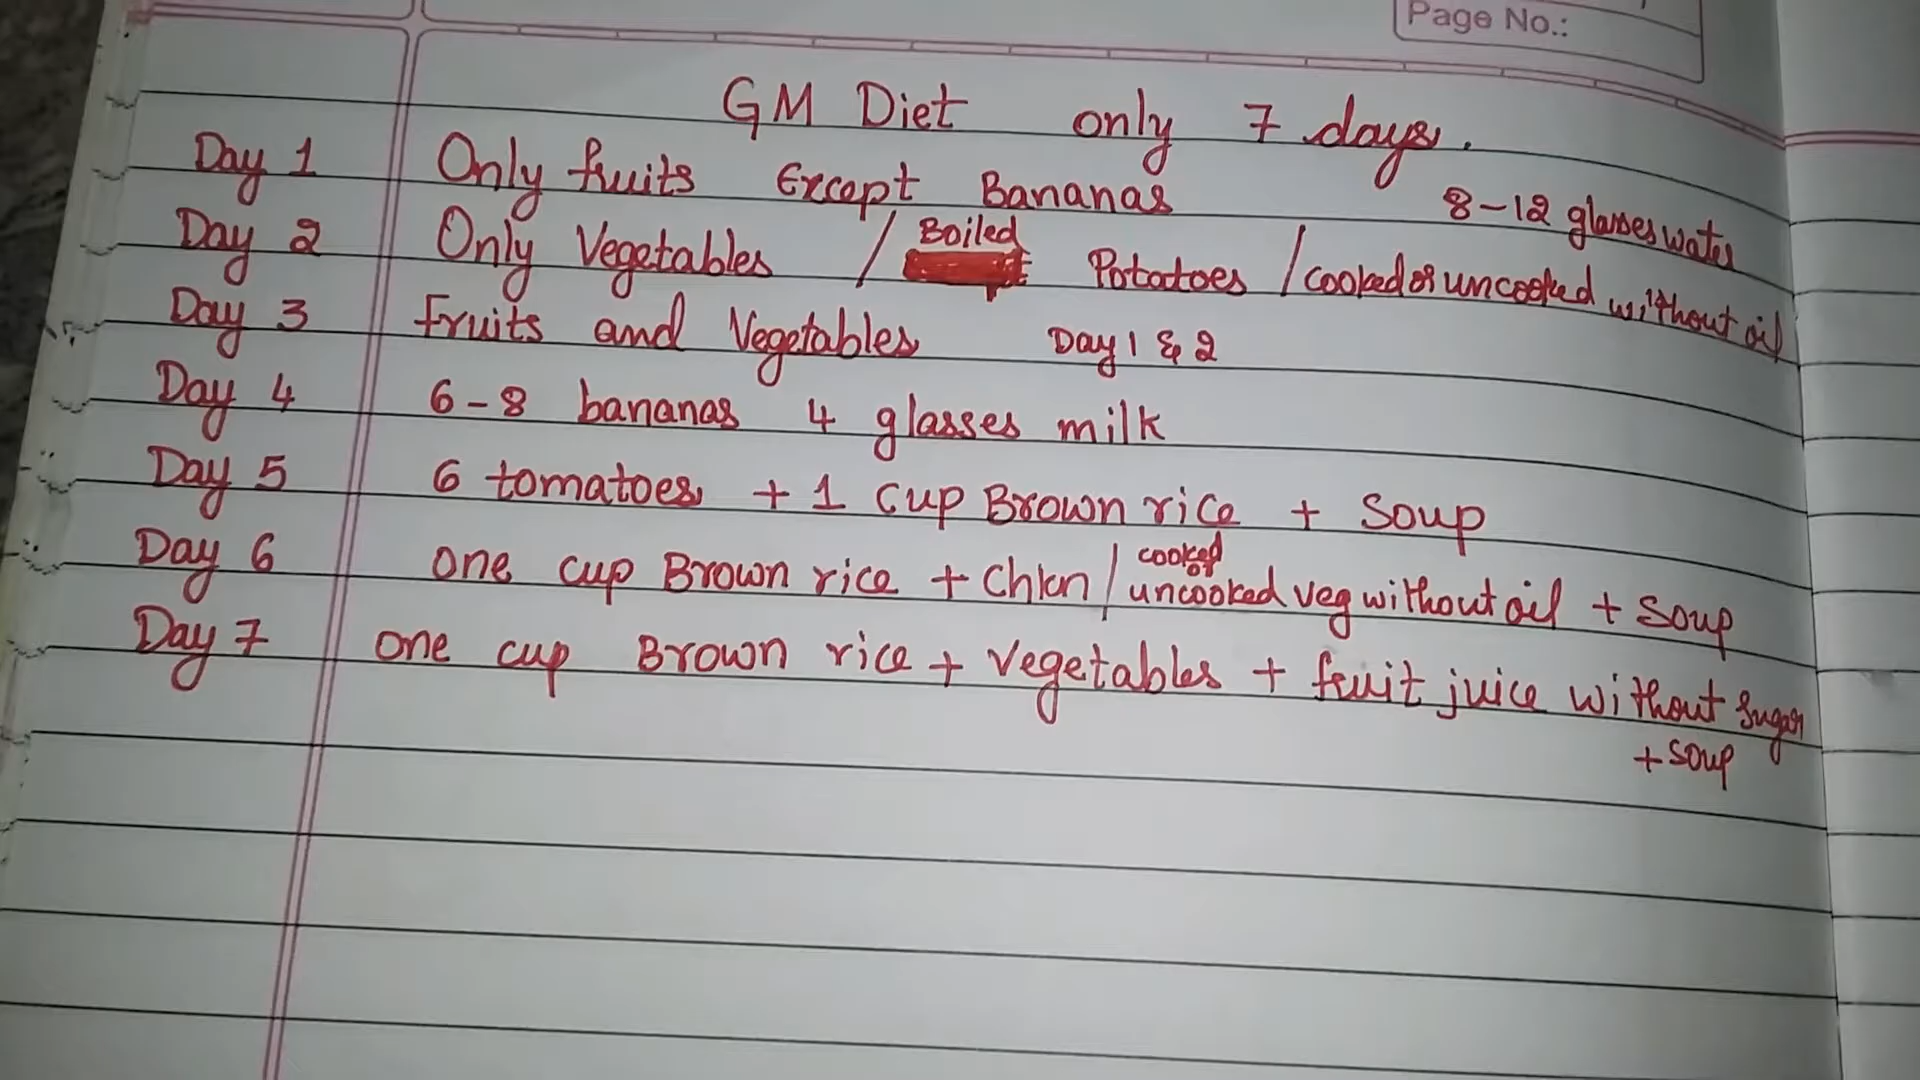 Page No.:
GM Diet only 7 days.
Day 1 Only fruits Except Bananas 8-12 glasses water
Day 2 Only Vegetables / Boiled Potatoes / cooked or uncooked without oil
Day 3 Fruits and Vegetables Day 1 & 2
Day 4 6-8 bananas 4 glasses milk
Day 5 6 tomatoes + 1 cup Brown rice + Soup
Day 6 one cup Brown rice + Chkn / cooked or uncooked veg without oil + Soup
Day 7 one cup Brown rice + Vegetables + fruit juice without Sugar
+ Soup